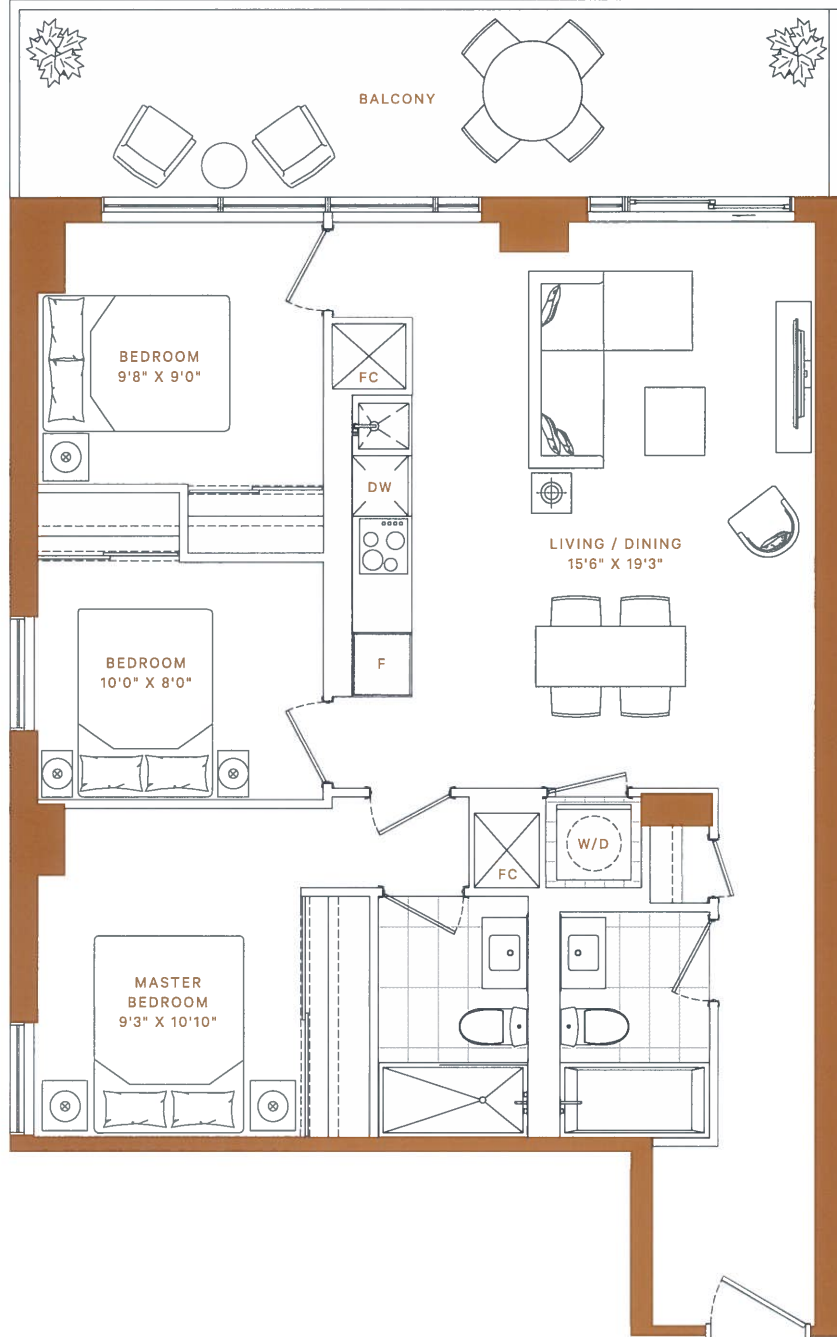 BALCONY
BEDROOM
9'8" X 9'0"
FC
DW
LIVING / DINING
15'6" X 19'3"
F
BEDROOM
10'0" X 8'0"
W/D
FC
MASTER
BEDROOM
9'3" X 10'10"